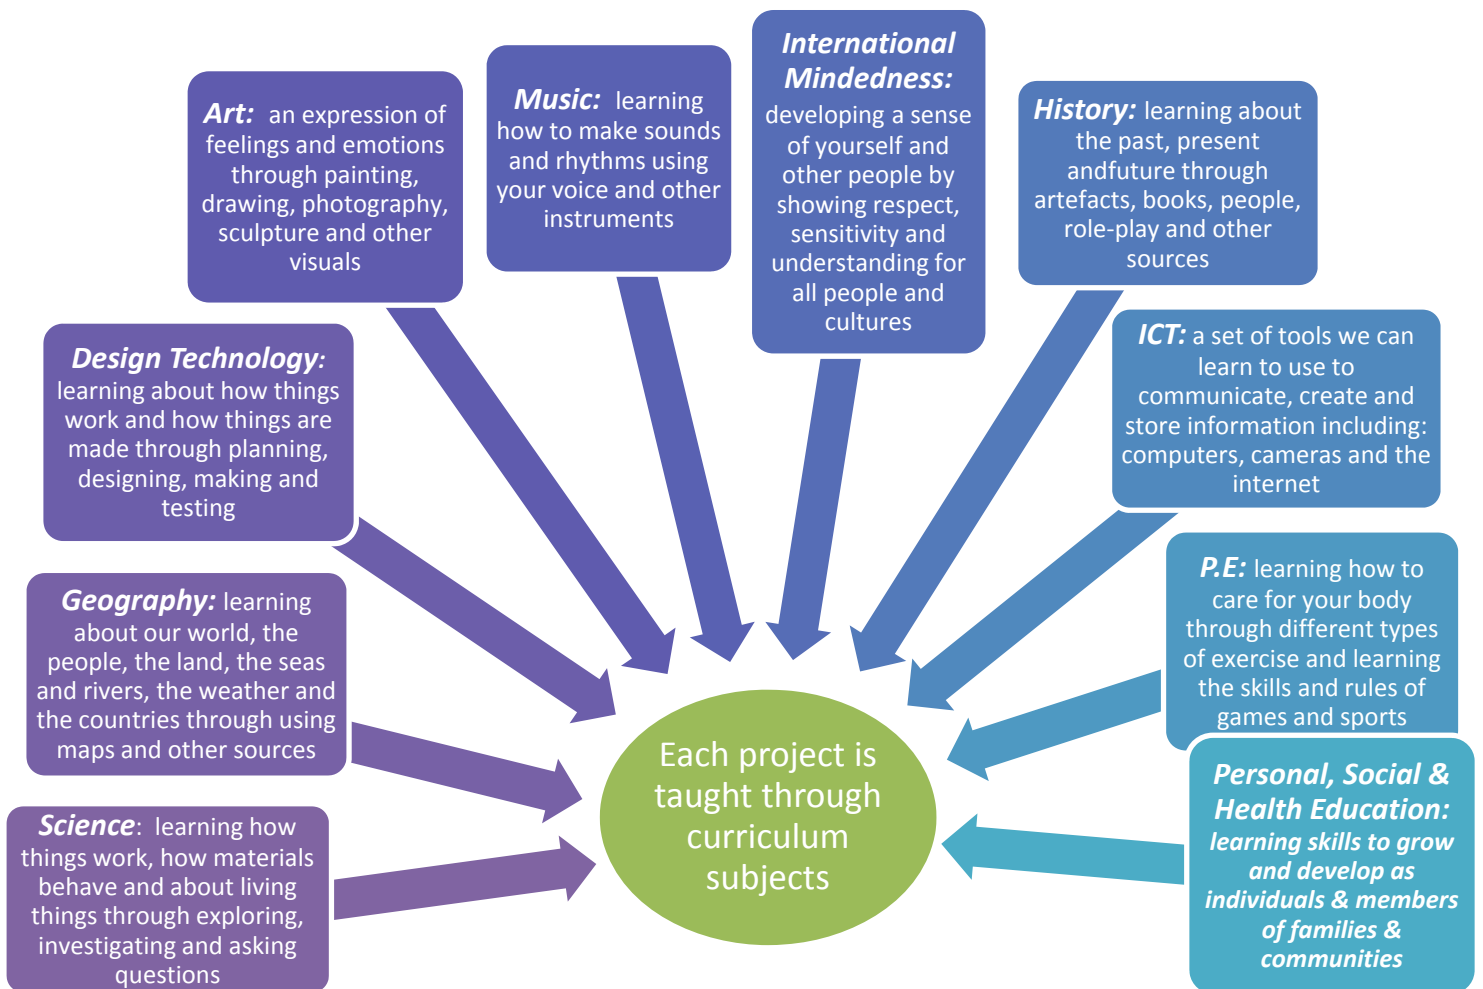 Science: learning how
things work, how materials
behave and about living
things through exploring,
investigating and asking
questions
Geography: learning
about our world, the
people, the land, the seas
and rivers, the weather and
the countries through using
maps and other sources
Design Technology:
learning about how things
work and how things are
made through planning,
designing, making and
testing
Art: an expression of
feelings and emotions
through painting,
drawing, photography,
sculpture and other
visuals
Music: learning
how to make sounds
and rhythms using
your voice and other
instruments
International
Mindedness:
developing a sense
of yourself and
other people by
showing respect,
sensitivity and
understanding for
all people and
cultures
History: learning about
the past, present
andfuture through
artefacts, books, people,
role-play and other
sources
ICT: a set of tools we can
learn to use to
communicate, create and
store information including:
computers, cameras and the
internet
P.E: learning how to
care for your body
through different types
of exercise and learning
the skills and rules of
games and sports
Personal, Social &
Health Education:
learning skills to grow
and develop as
individuals & members
of families &
communities
Each project is
taught through
curriculum
subjects